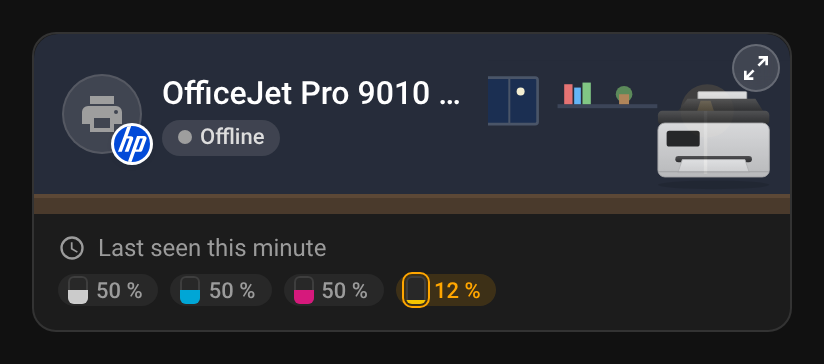 OfficeJet Pro 9010 ...
hp
Offline
Last seen this minute
50 %
50 %
50 %
12 %